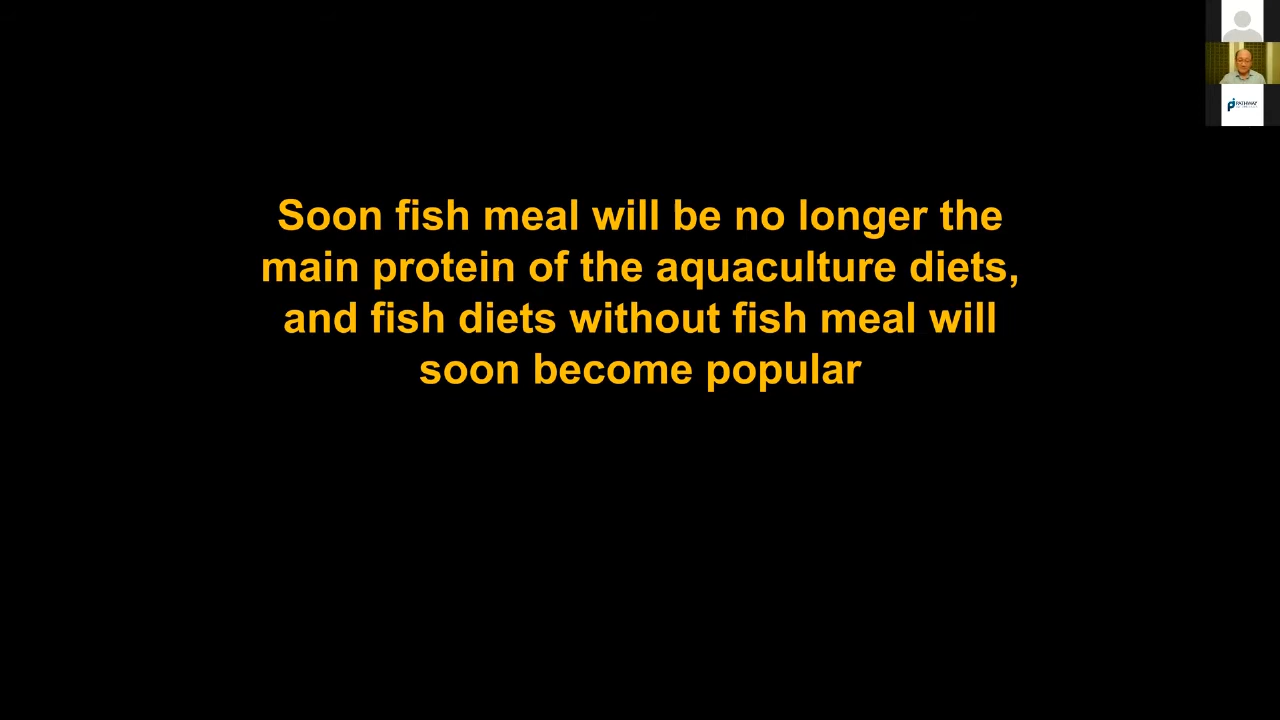 Soon fish meal will be no longer the
main protein of the aquaculture diets,
and fish diets without fish meal will
soon become popular
PATHWAY